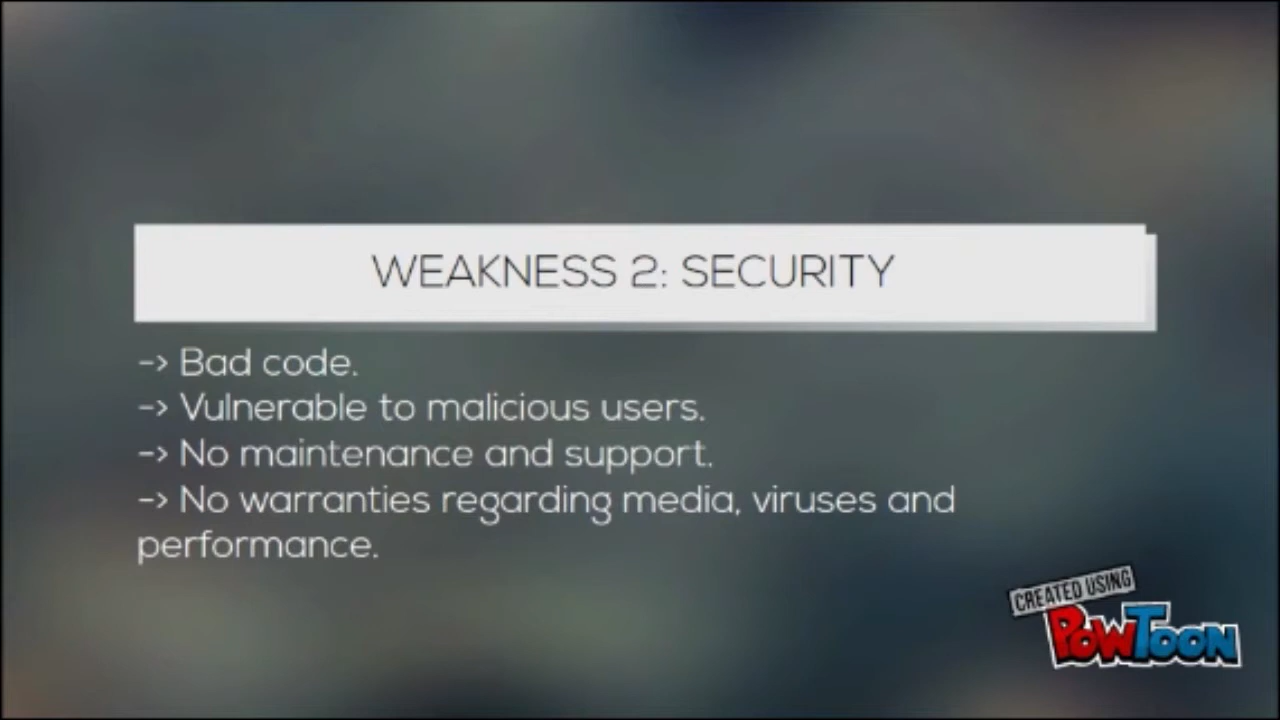 WEAKNESS 2: SECURITY
-> Bad code.
-> Vulnerable to malicious users.
-> No maintenance and support.
-> No warranties regarding media, viruses and
performance.
CREATED USING
POWTOON